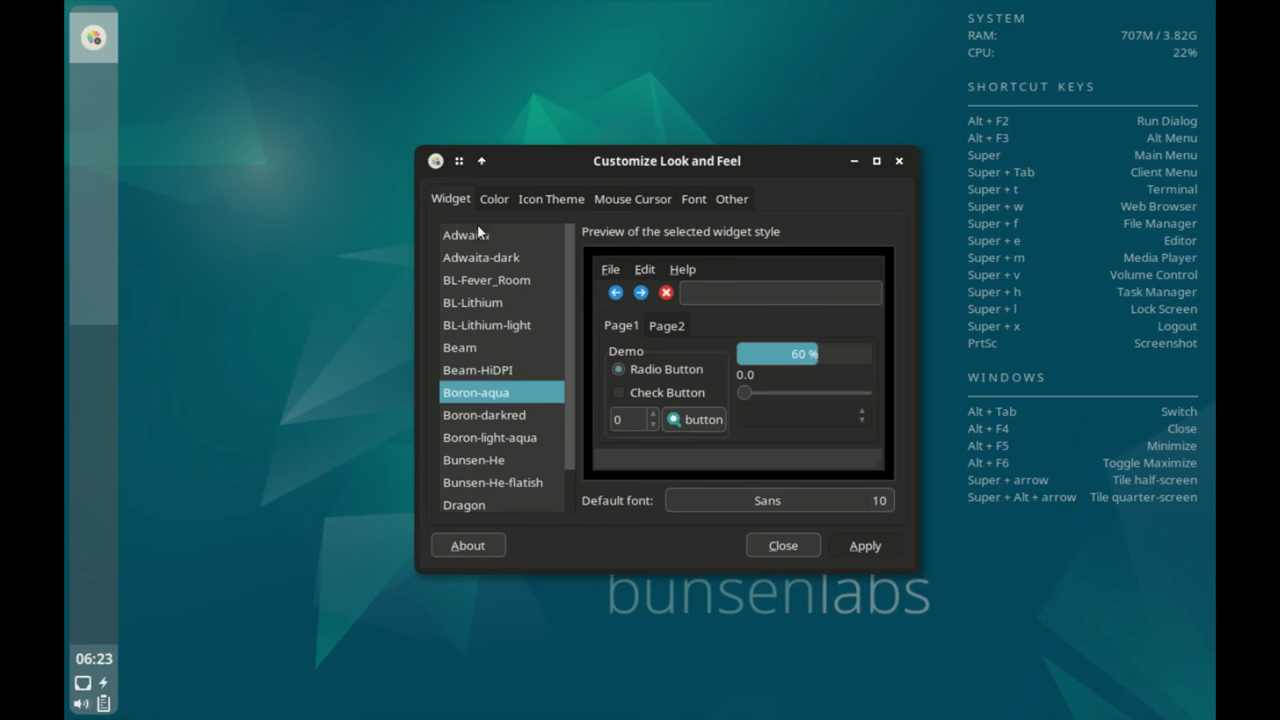 Customize Look and Feel
Widget Color Icon Theme Mouse Cursor Font Other
Adwaita
Adwaita-dark
BL-Fever_Room
BL-Lithium
BL-Lithium-light
Beam
Beam-HiDPI
Boron-aqua
Boron-darkred
Boron-light-aqua
Bunsen-He
Bunsen-He-flatish
Dragon
Preview of the selected widget style
File Edit Help
Page1 Page2
Demo
Radio Button
Check Button
0 button
60 %
0.0
Default font: Sans 10
About Close Apply
bunsenlabs
06:23
SYSTEM
RAM: 707M / 3.82G
CPU: 22%
SHORTCUT KEYS
Alt + F2 Run Dialog
Alt + F3 Alt Menu
Super Main Menu
Super + Tab Client Menu
Super + t Terminal
Super + w Web Browser
Super + f File Manager
Super + e Editor
Super + m Media Player
Super + v Volume Control
Super + h Task Manager
Super + l Lock Screen
Super + x Logout
PrtSc Screenshot
WINDOWS
Alt + Tab Switch
Alt + F4 Close
Alt + F5 Minimize
Alt + F6 Toggle Maximize
Super + arrow Tile half-screen
Super + Alt + arrow Tile quarter-screen